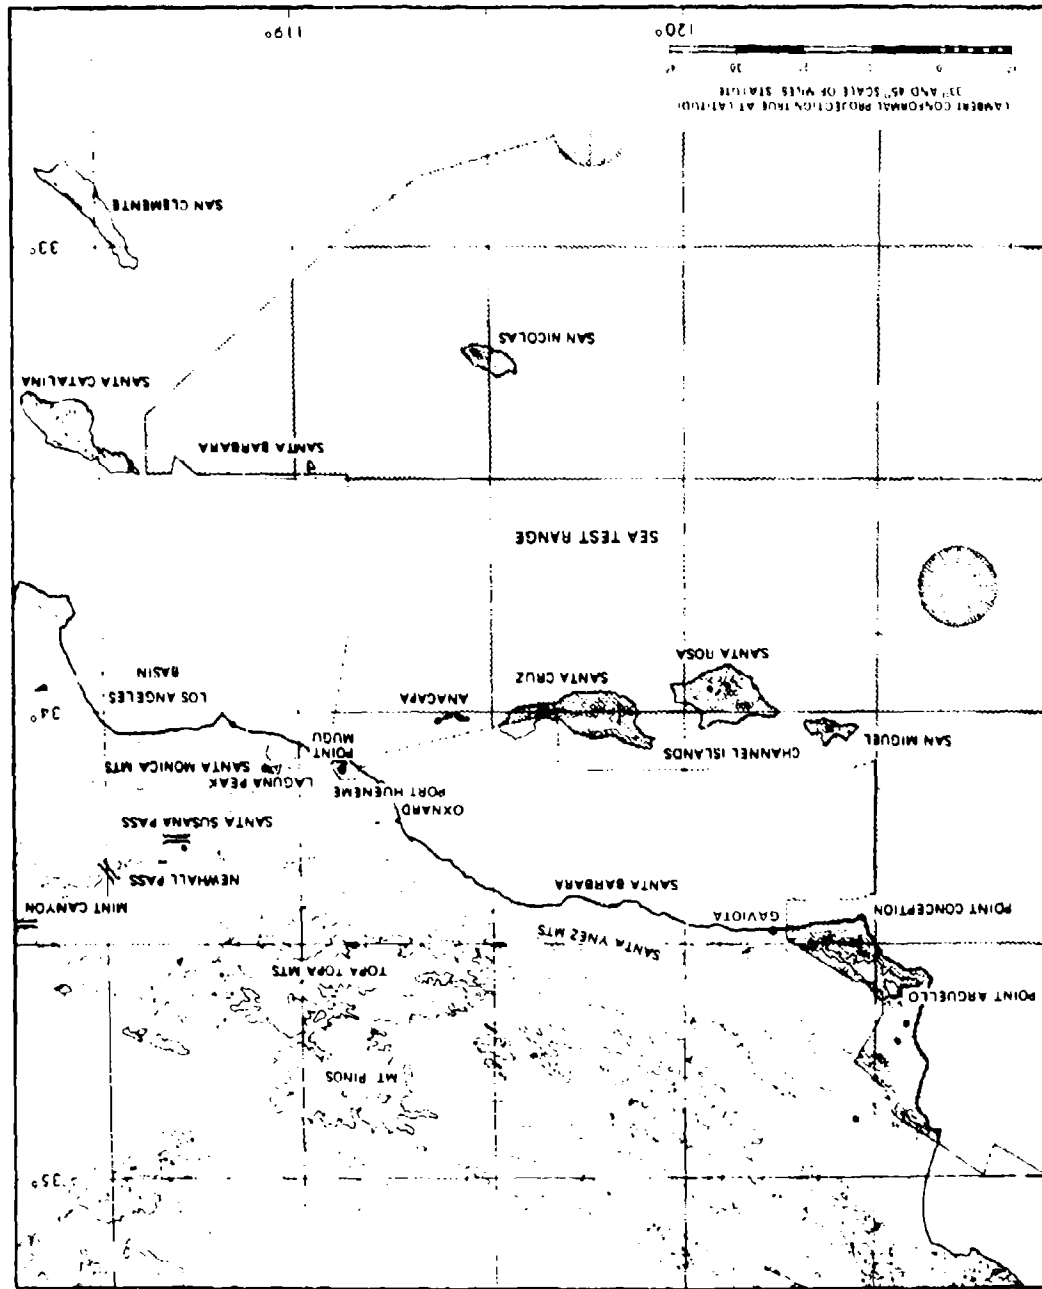 35°
MT PINOS
POINT ARGUELLO
TOPA TOPA MTS
SANTA YNEZ MTS
MINT CANYON
POINT CONCEPTION
GAVIOTA
SANTA BARBARA
NEWHALL PASS
SANTA SUSANA PASS
OXNARD
PORT HUENEME
LAGUNA PEAK
SANTA MONICA MTS
POINT
MUGU
SAN MIGUEL
CHANNEL ISLANDS
34°
LOS ANGELES
BASIN
ANACAPA
SANTA CRUZ
SANTA ROSA
SEA TEST RANGE
SANTA BARBARA
SANTA CATALINA
SAN NICOLAS
33°
SAN CLEMENTE
LAMBERT CONFORMAL PROJECTION TRUE AT LATITUDE
33° AND 45° SCALE OF MILES STATUTE
120°
119°